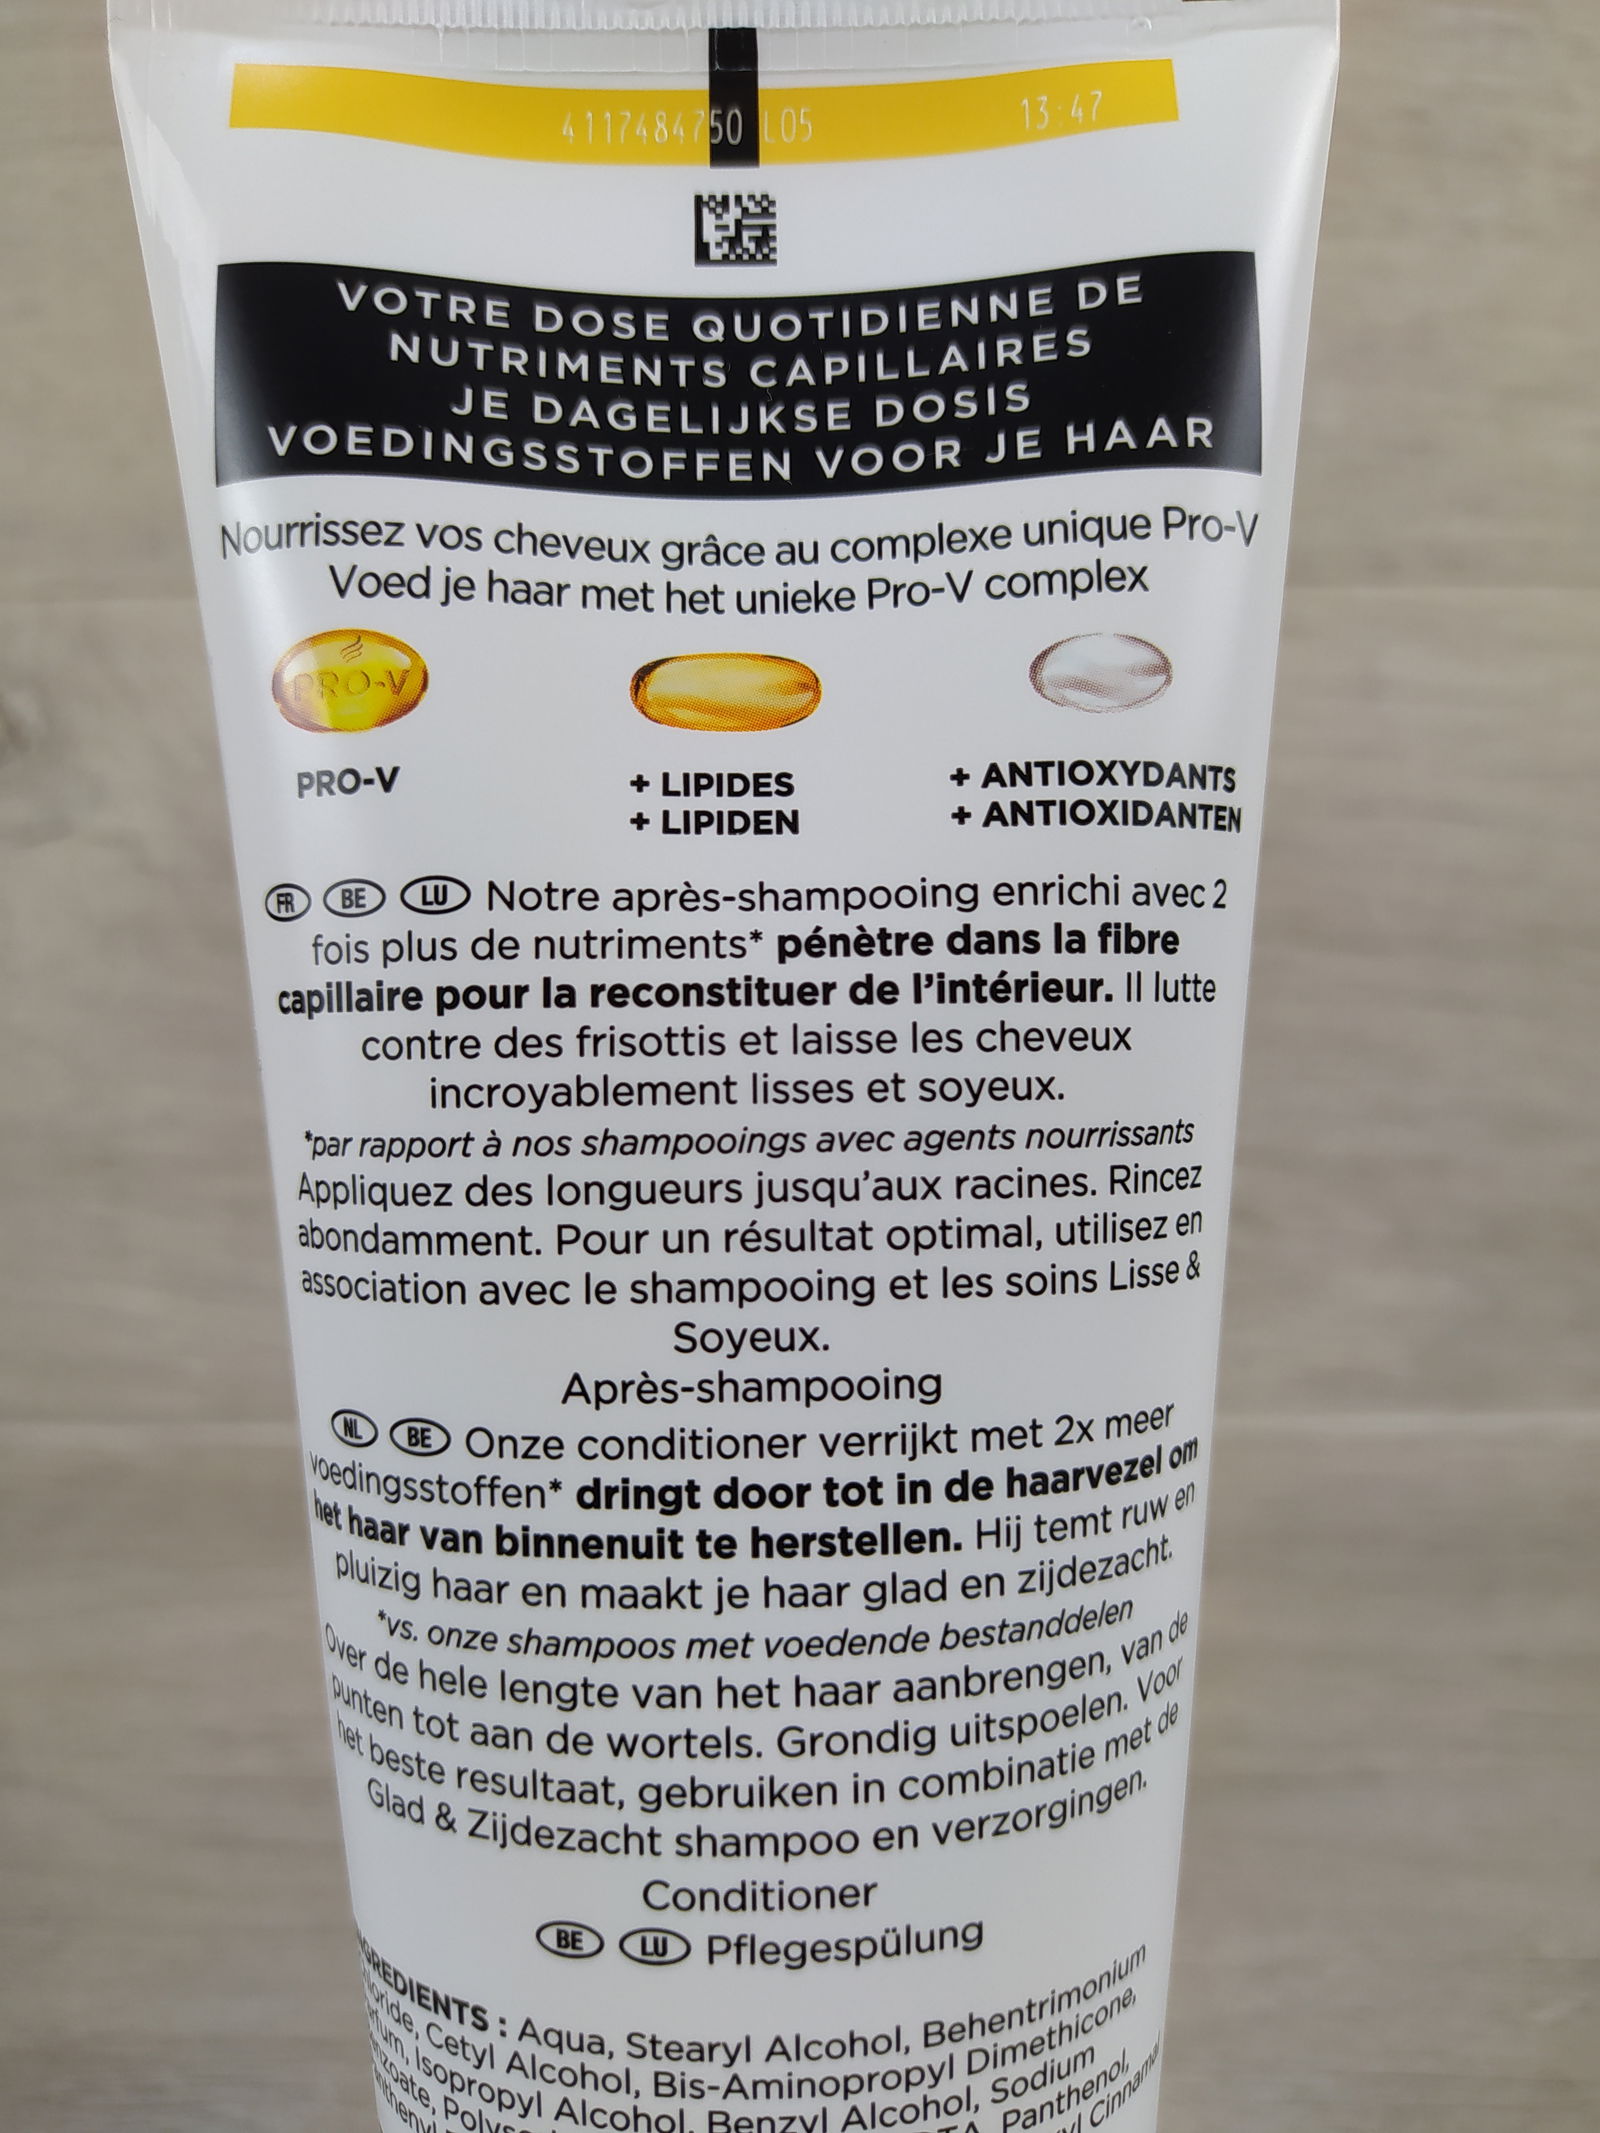 4117484750 L05 13:47
VOTRE DOSE QUOTIDIENNE DE
NUTRIMENTS CAPILLAIRES
JE DAGELIJKSE DOSIS
VOEDINGSSTOFFEN VOOR JE HAAR
Nourrissez vos cheveux grâce au complexe unique Pro-V
Voed je haar met het unieke Pro-V complex
PRO-V
PRO-V
+ LIPIDES
+ LIPIDEN
+ ANTIOXYDANTS
+ ANTIOXIDANTEN
FR BE LU Notre après-shampooing enrichi avec 2
fois plus de nutriments* pénètre dans la fibre
capillaire pour la reconstituer de l'intérieur. Il lutte
contre des frisottis et laisse les cheveux
incroyablement lisses et soyeux.
*par rapport à nos shampooings avec agents nourrissants
Appliquez des longueurs jusqu'aux racines. Rincez
abondamment. Pour un résultat optimal, utilisez en
association avec le shampooing et les soins Lisse &
Soyeux.
Après-shampooing
NL BE Onze conditioner verrijkt met 2x meer
voedingsstoffen* dringt door tot in de haarvezel om
het haar van binnenuit te herstellen. Hij temt ruw en
pluizig haar en maakt je haar glad en zijdezacht.
*vs. onze shampoos met voedende bestanddelen
Over de hele lengte van het haar aanbrengen, van de
punten tot aan de wortels. Grondig uitspoelen. Voor
het beste resultaat, gebruiken in combinatie met de
Glad & Zijdezacht shampoo en verzorgingen.
Conditioner
BE LU Pflegespülung
INGREDIENTS : Aqua, Stearyl Alcohol, Behentrimonium
Cetyl Alcohol, Bis-Aminopropyl Dimethicone,
Isopropyl Alcohol, Benzyl Alcohol, Sodium
Panthenol,